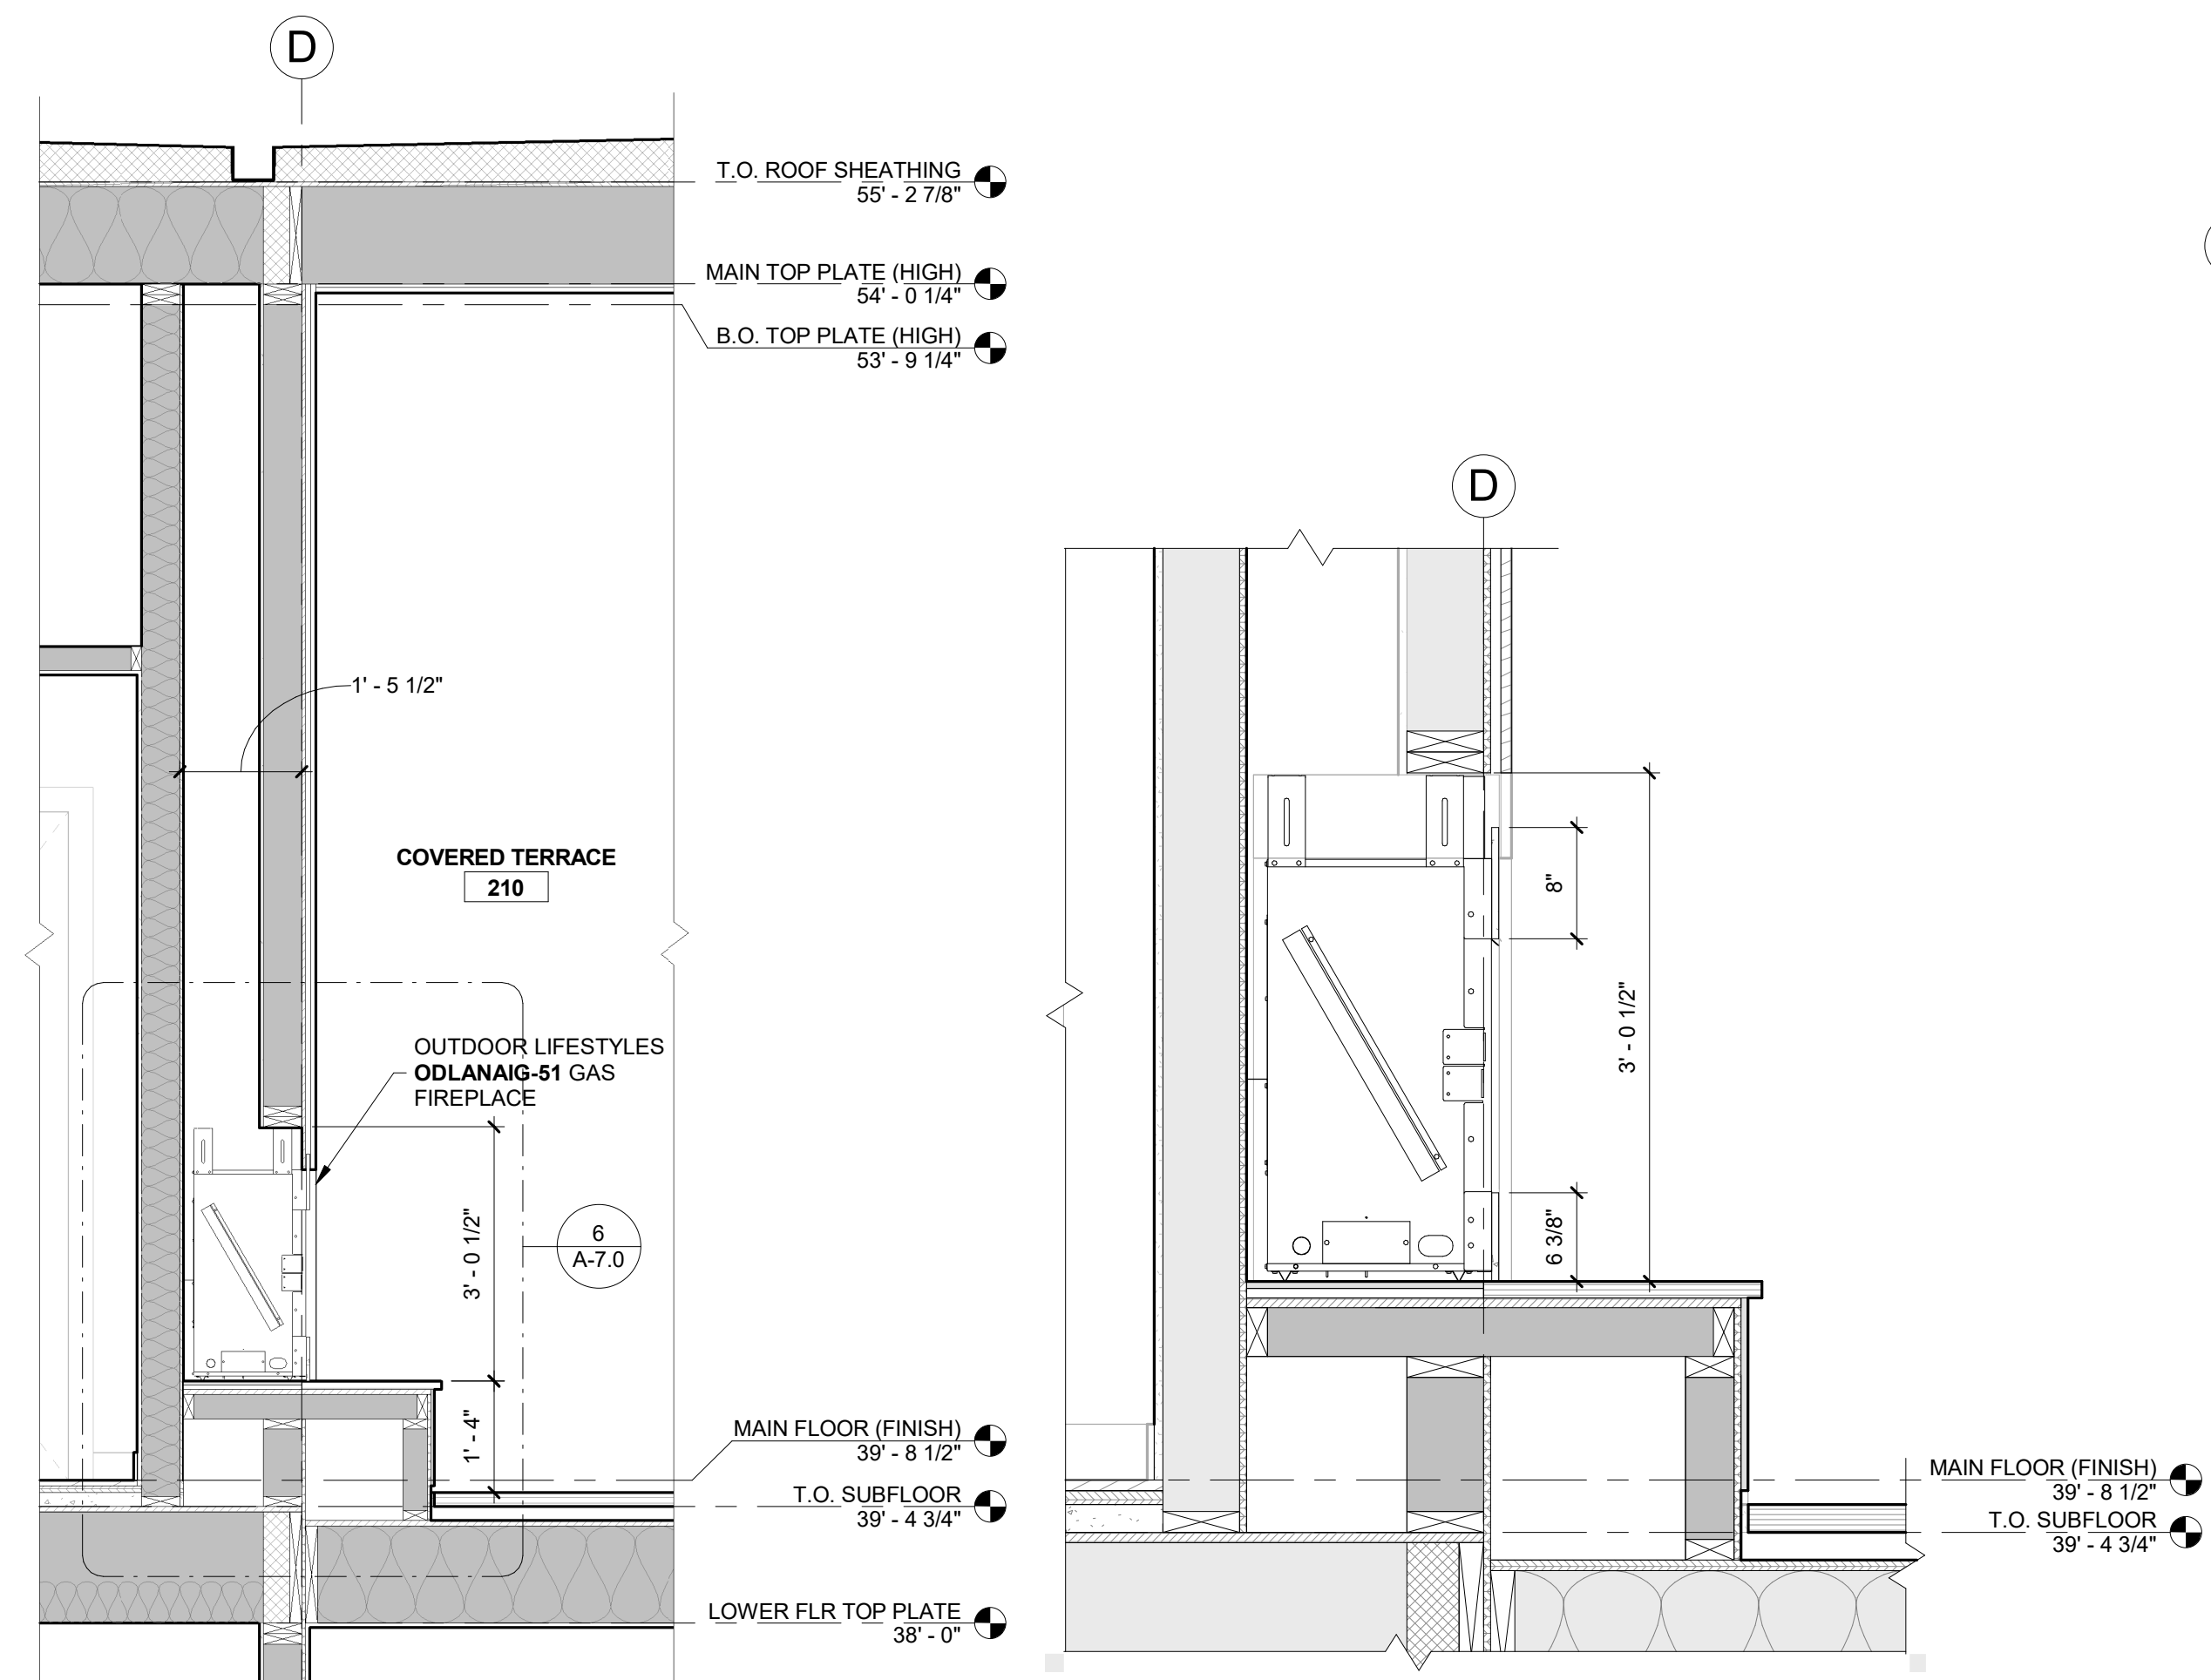 D
T.O. ROOF SHEATHING
55' - 2 7/8"
MAIN TOP PLATE (HIGH)
54' - 0 1/4"
B.O. TOP PLATE (HIGH)
53' - 9 1/4"
1' - 5 1/2"
COVERED TERRACE
210
OUTDOOR LIFESTYLES
ODLANAIG-51 GAS
FIREPLACE
6
A-7.0
3' - 0 1/2"
1' - 4"
MAIN FLOOR (FINISH)
39' - 8 1/2"
T.O. SUBFLOOR
39' - 4 3/4"
LOWER FLR TOP PLATE
38' - 0"
D
8"
3' - 0 1/2"
6 3/8"
MAIN FLOOR (FINISH)
39' - 8 1/2"
T.O. SUBFLOOR
39' - 4 3/4"